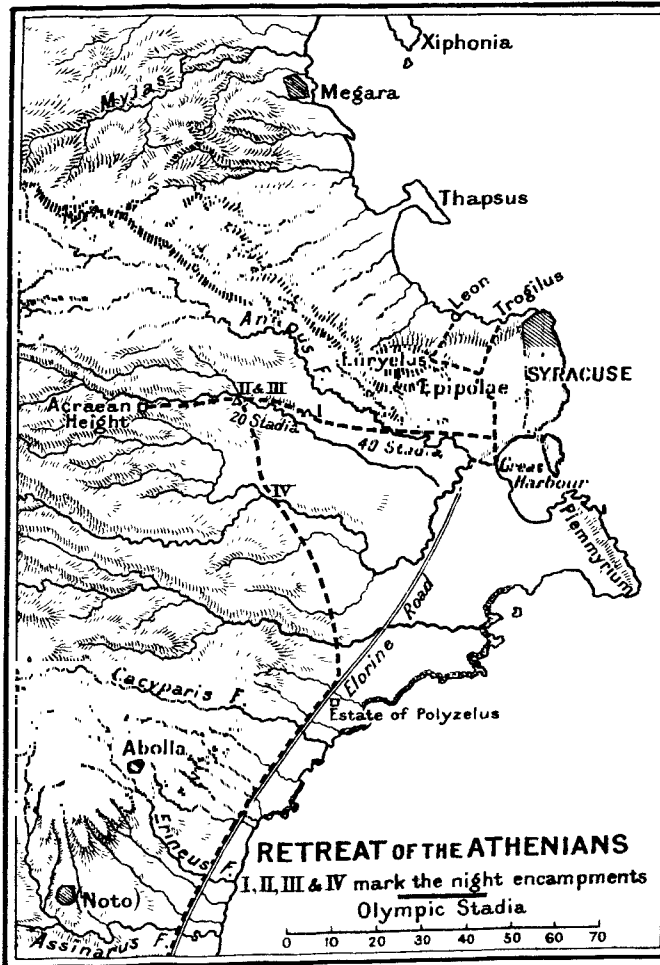 Xiphonia
Mylas F.
Megara
Thapsus
Leon
Trogilus
Anapus F.
Euryelus
Epipolae
SYRACUSE
II & III
I
Acraean
Height
20 Stadia
40 Stadia
Great
Harbour
IV
Plemmyrium
Elorine Road
Cacyparis F.
Estate of Polyzelus
Abolla
Erineus F.
RETREAT OF THE ATHENIANS
I, II, III & IV mark the night encampments
(Noto)
Olympic Stadia
Assinarus F.
0 10 20 30 40 50 60 70